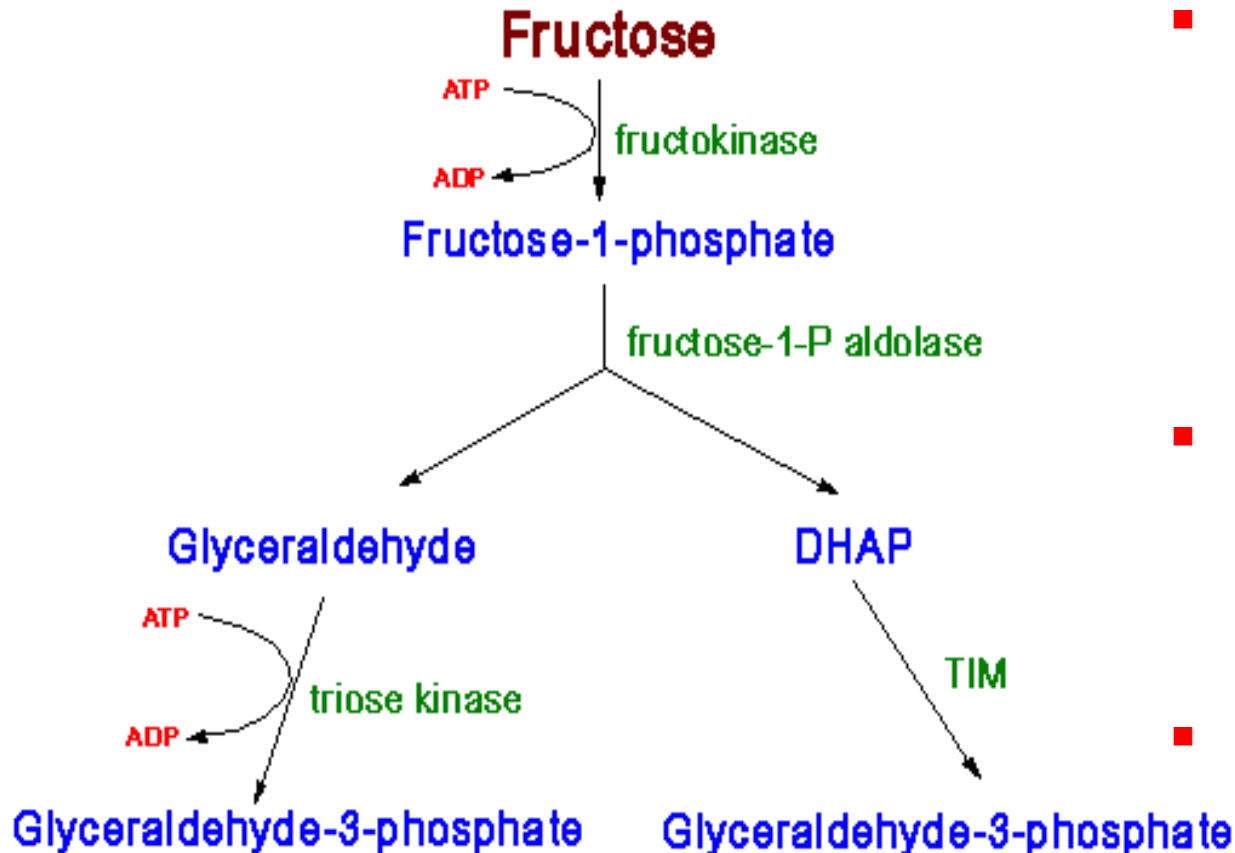 Fructose
ATP
fructokinase
ADP
Fructose-1-phosphate
fructose-1-P aldolase
Glyceraldehyde
DHAP
ATP
TIM
triose kinase
ADP
Glyceraldehyde-3-phosphate
Glyceraldehyde-3-phosphate